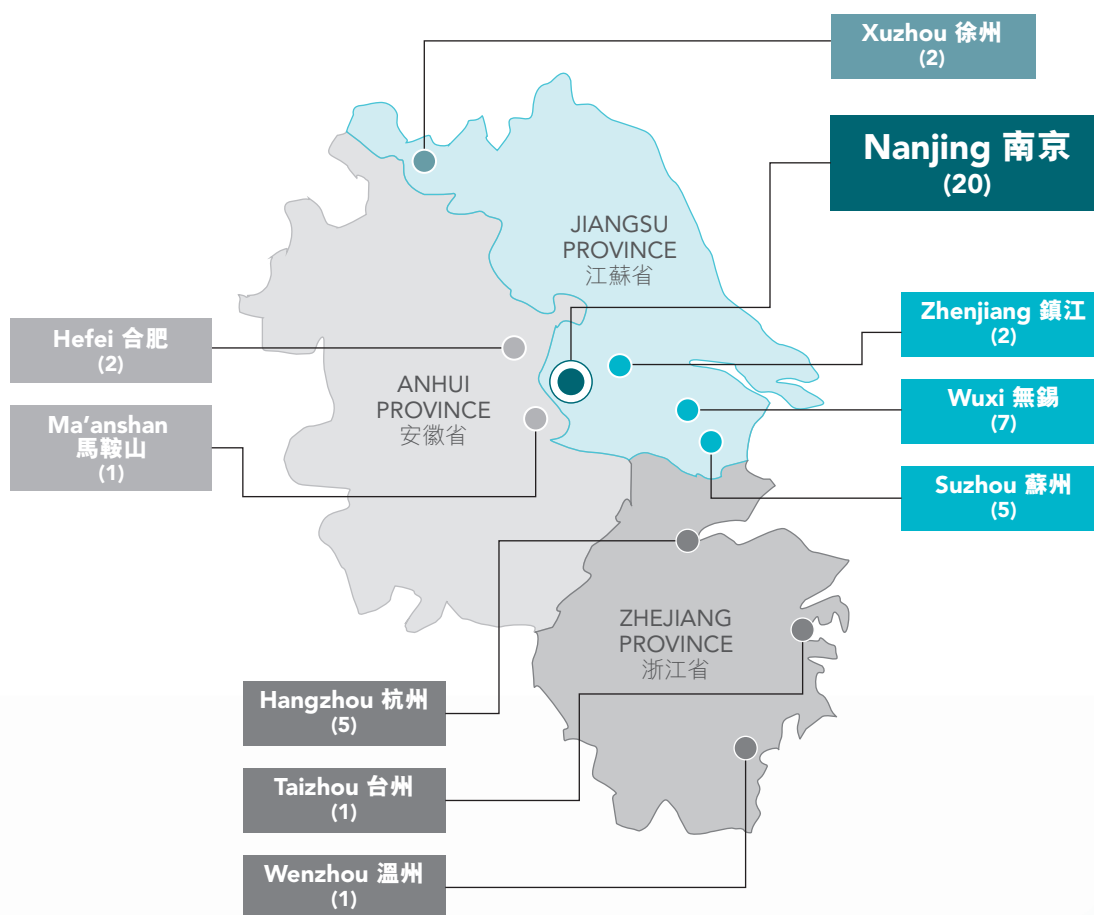 Xuzhou 徐州
(2)
Nanjing 南京
(20)
JIANGSU
PROVINCE
江蘇省
Zhenjiang 鎮江
(2)
Hefei 合肥
(2)
ANHUI
PROVINCE
安徽省
Wuxi 無錫
(7)
Ma'anshan
馬鞍山
(1)
Suzhou 蘇州
(5)
ZHEJIANG
PROVINCE
浙江省
Hangzhou 杭州
(5)
Taizhou 台州
(1)
Wenzhou 溫州
(1)